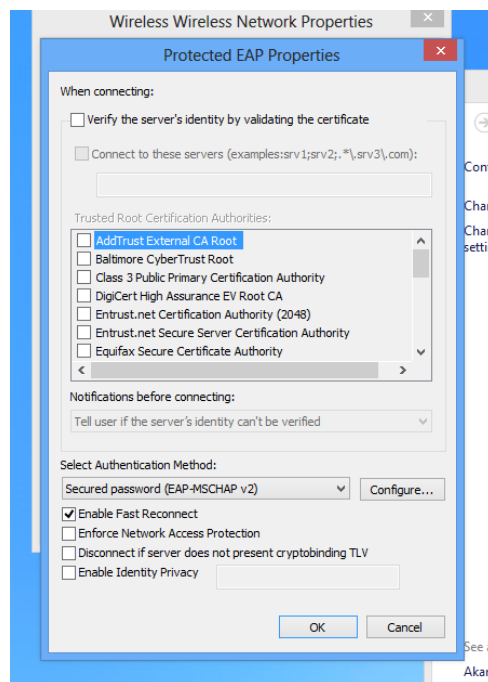 Wireless Wireless Network Properties
Protected EAP Properties
When connecting:
Verify the server's identity by validating the certificate
Connect to these servers (examples:srv1;srv2;.*\.srv3\.com):
Trusted Root Certification Authorities:
AddTrust External CA Root
Baltimore CyberTrust Root
Class 3 Public Primary Certification Authority
DigiCert High Assurance EV Root CA
Entrust.net Certification Authority (2048)
Entrust.net Secure Server Certification Authority
Equifax Secure Certificate Authority
Notifications before connecting:
Tell user if the server's identity can't be verified
Select Authentication Method:
Secured password (EAP-MSCHAP v2)
Configure...
Enable Fast Reconnect
Enforce Network Access Protection
Disconnect if server does not present cryptobinding TLV
Enable Identity Privacy
OK
Cancel
Cha
Cha
setti
See
Akar